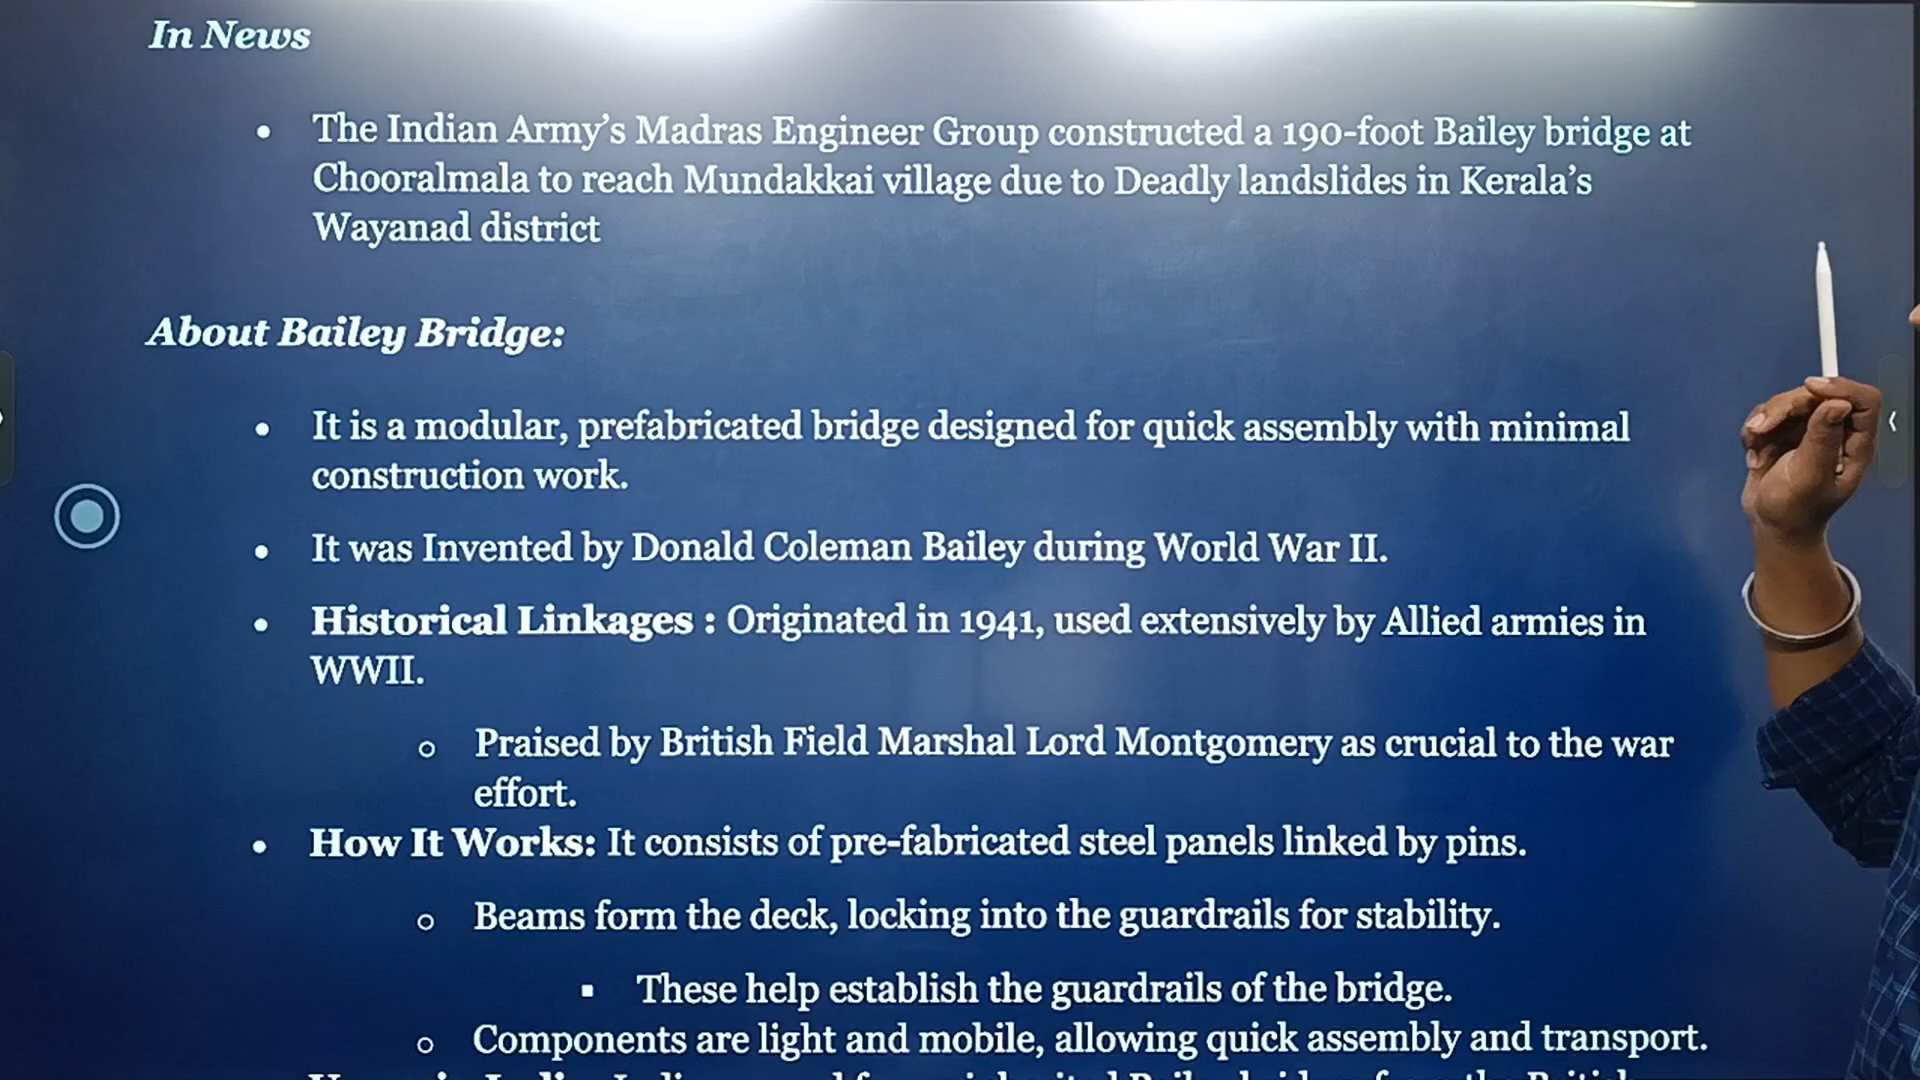 In News
• The Indian Army’s Madras Engineer Group constructed a 190-foot Bailey bridge at
Chooralmala to reach Mundakkai village due to Deadly landslides in Kerala’s
Wayanad district
About Bailey Bridge:
• It is a modular, prefabricated bridge designed for quick assembly with minimal
construction work.
• It was Invented by Donald Coleman Bailey during World War II.
• Historical Linkages : Originated in 1941, used extensively by Allied armies in
WWII.
o Praised by British Field Marshal Lord Montgomery as crucial to the war
effort.
• How It Works: It consists of pre-fabricated steel panels linked by pins.
o Beams form the deck, locking into the guardrails for stability.
▪ These help establish the guardrails of the bridge.
o Components are light and mobile, allowing quick assembly and transport.